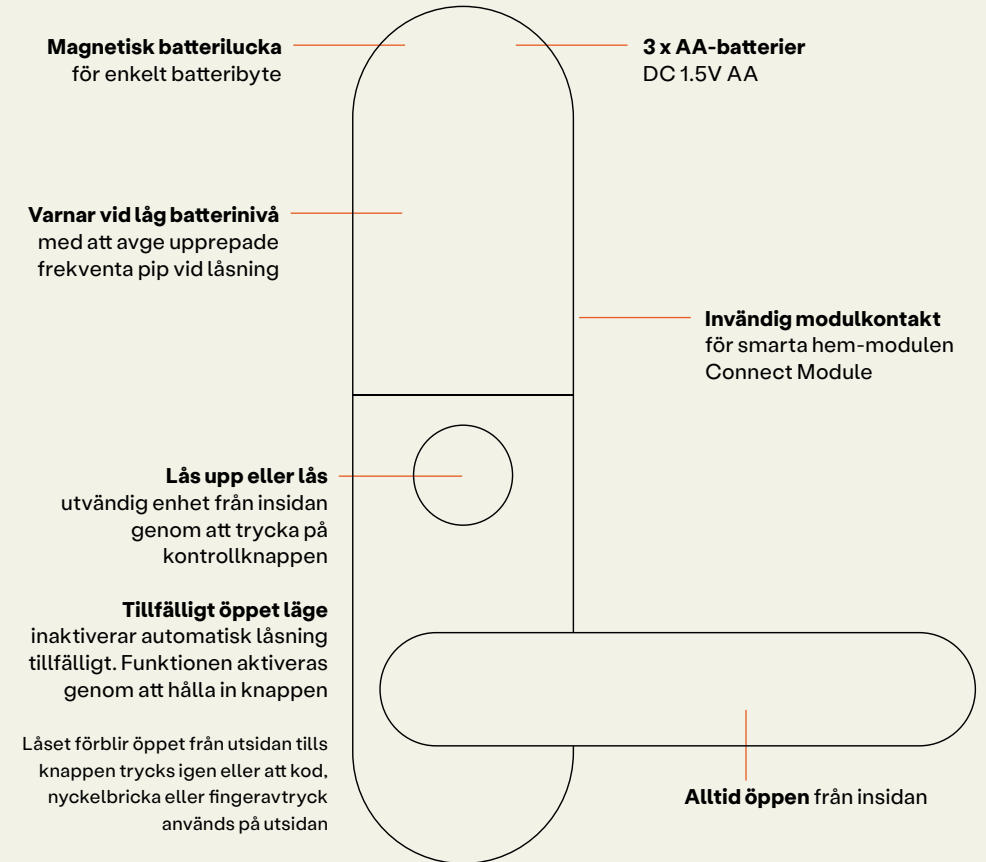 Magnetisk batterilucka
för enkelt batteribyte
3 x AA-batterier
DC 1.5V AA
Varnar vid låg batterinivå
med att avge upprepade
frekventa pip vid låsning
Invändig modulkontakt
för smarta hem-modulen
Connect Module
Lås upp eller lås
utvändig enhet från insidan
genom att trycka på
kontrollknappen
Tillfälligt öppet läge
inaktiverar automatisk låsning
tillfälligt. Funktionen aktiveras
genom att hålla in knappen
Låset förblir öppet från utsidan tills
knappen trycks igen eller att kod,
nyckelbricka eller fingeravtryck
används på utsidan
Alltid öppen från insidan